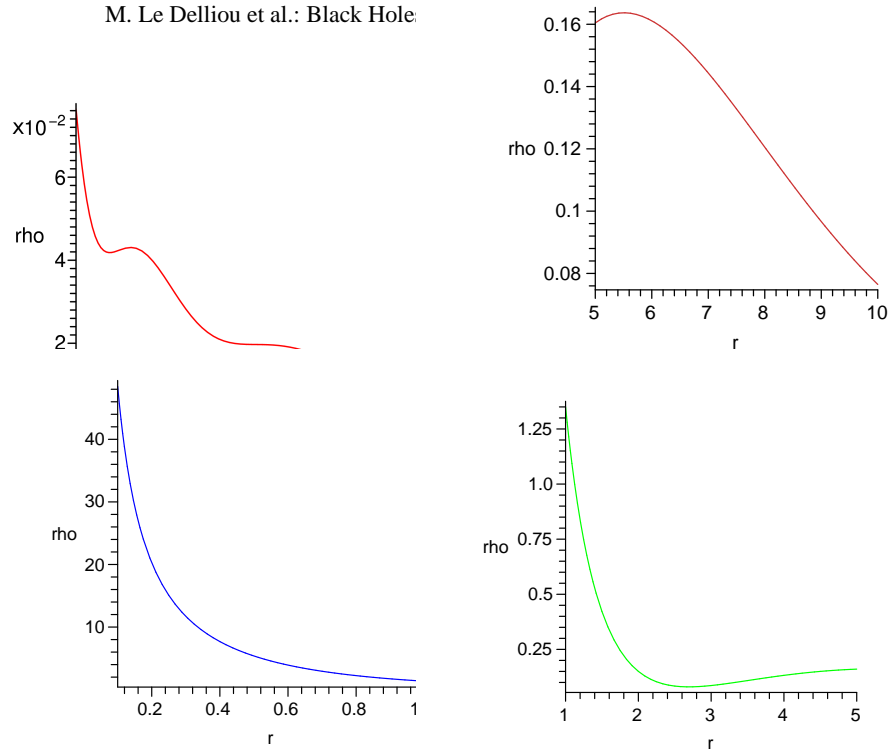 M. Le Delliou et al.: Black Holes
x10⁻²
6
rho
4
2
0.16
0.14
rho 0.12
0.1
0.08
5 6 7 8 9 10
r
40
30
rho
20
10
0.2 0.4 0.6 0.8 1
r
1.25
1.0
0.75
rho
0.5
0.25
1 2 3 4 5
r